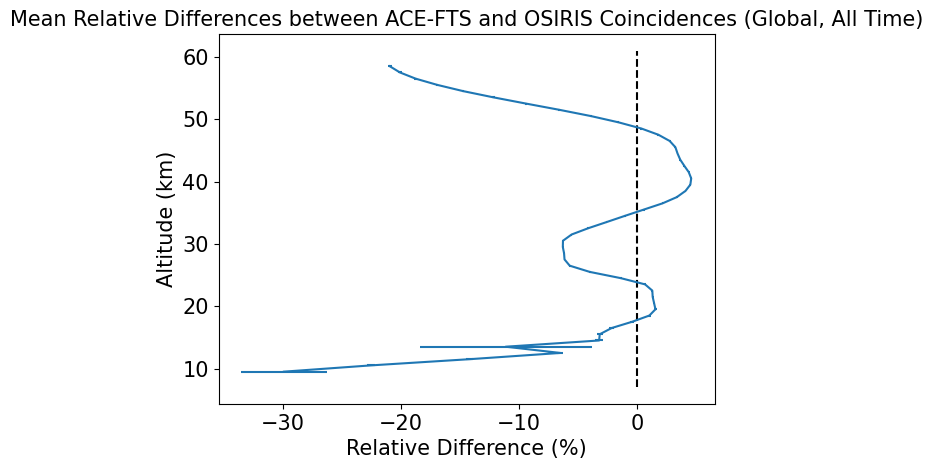 Mean Relative Differences between ACE-FTS and OSIRIS Coincidences (Global, All Time)
60
50
40
30
20
10
Altitude (km)
−30 −20 −10 0
Relative Difference (%)